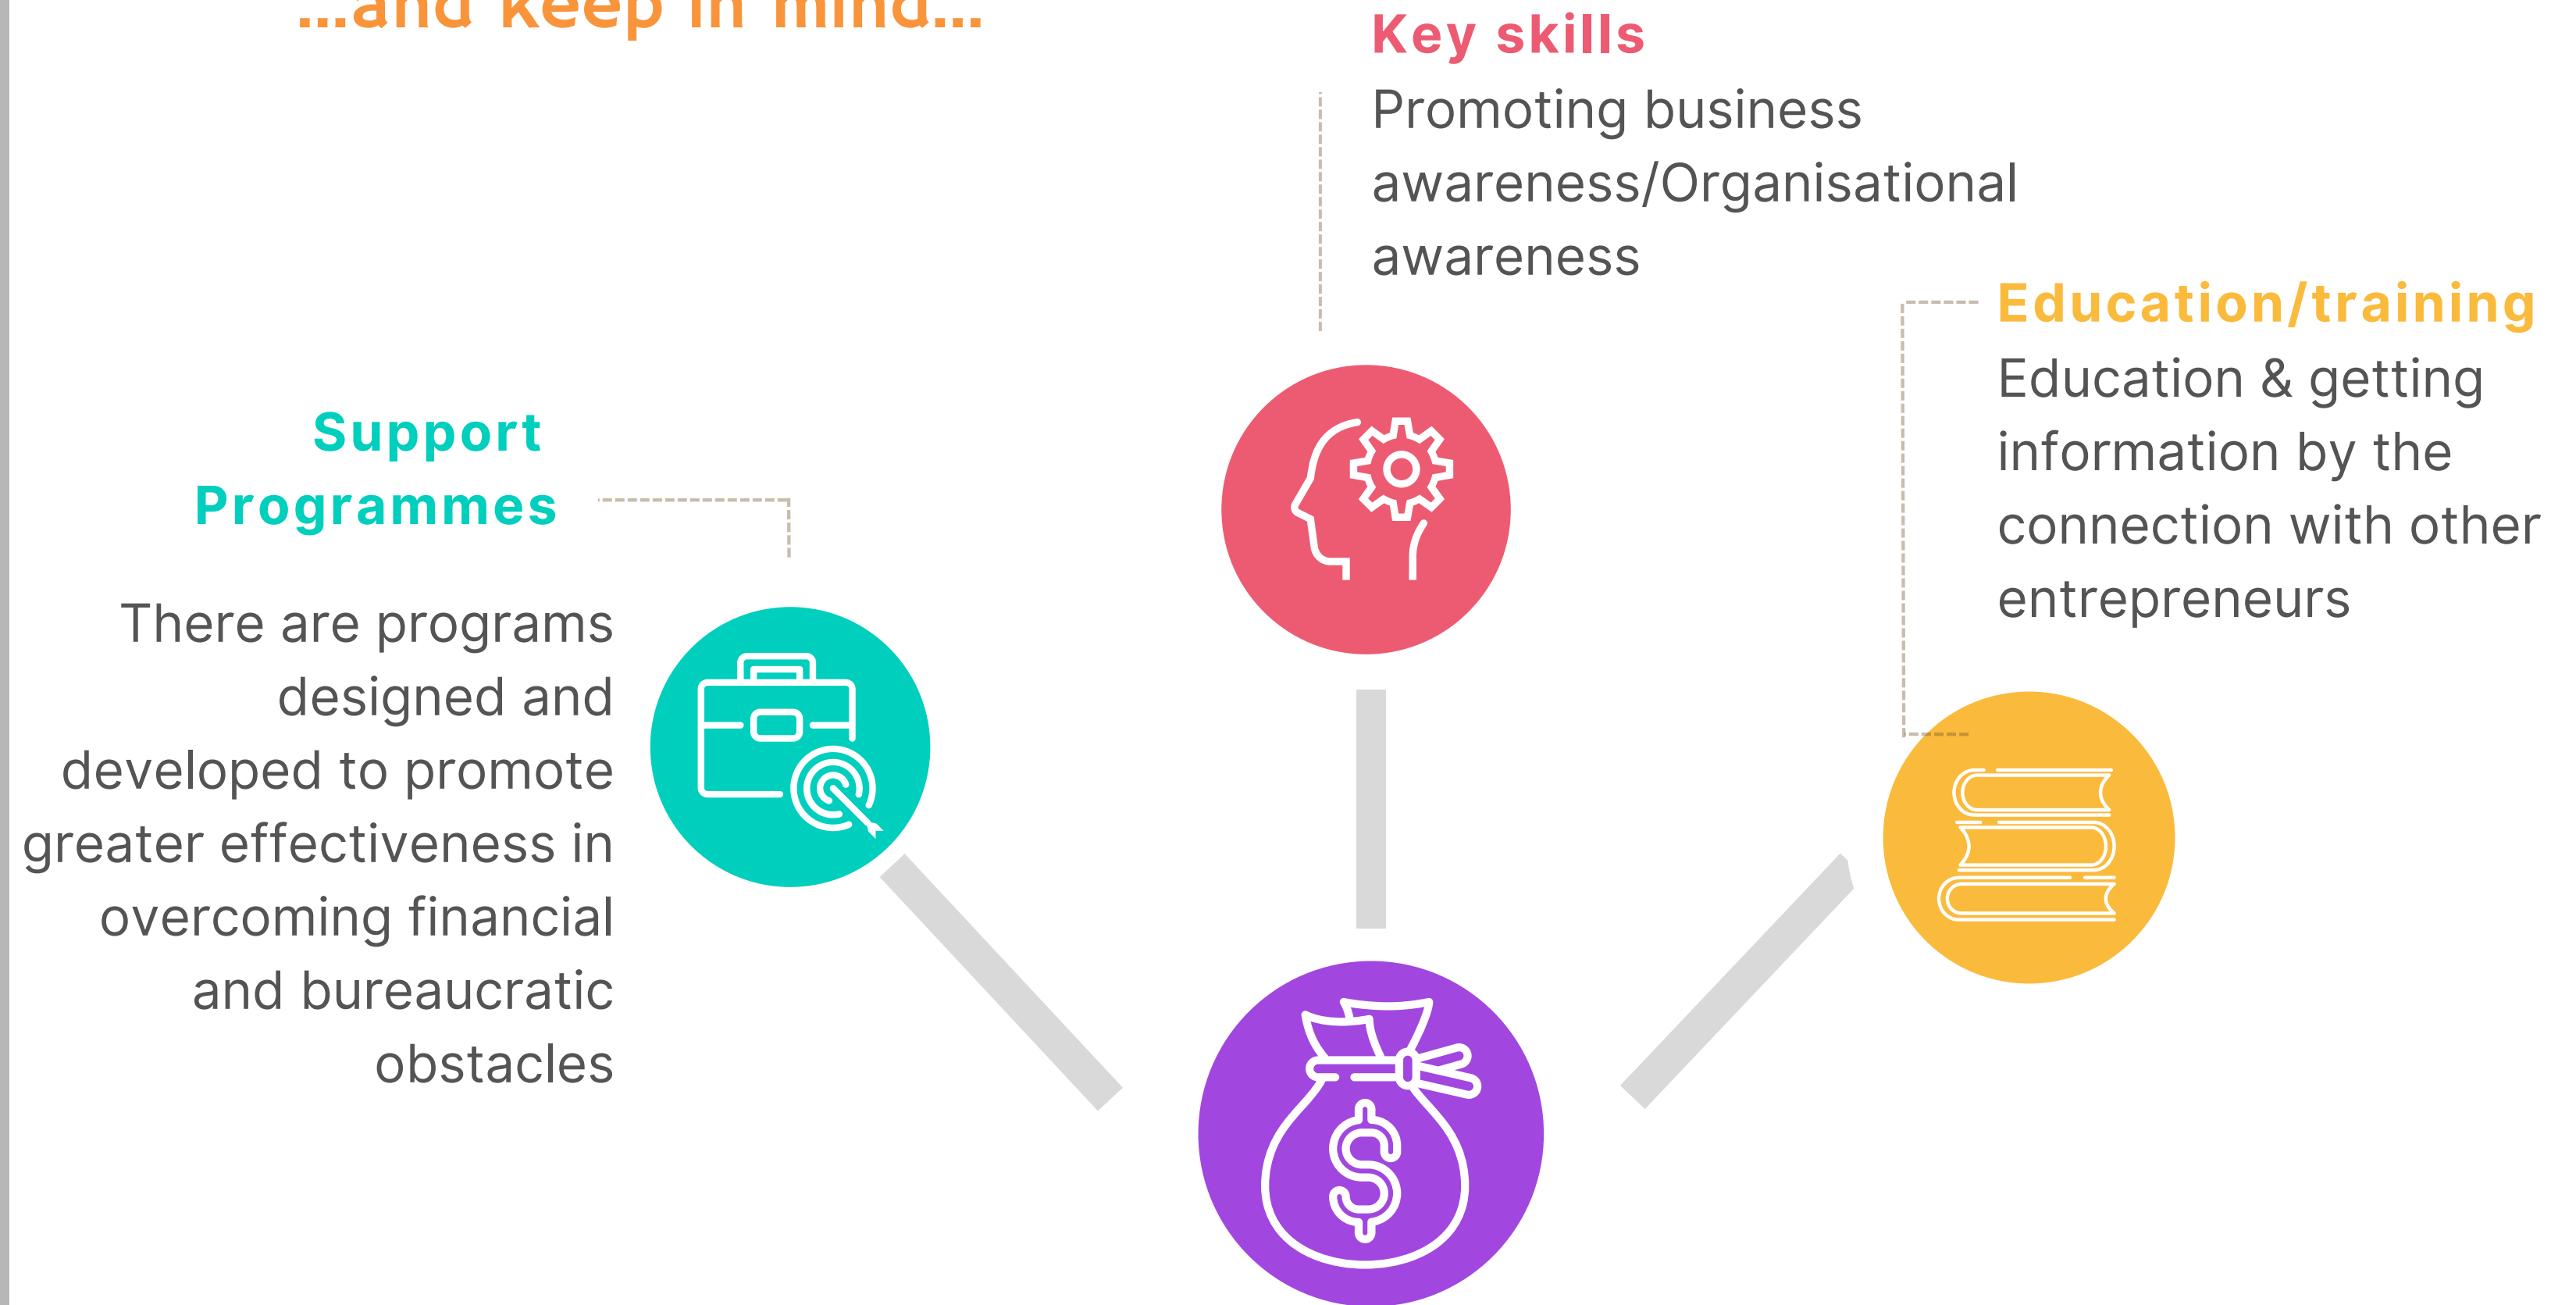 ...and keep in mind...
Key skills
Promoting business
awareness/Organisational
awareness
Education/training
Education & getting
information by the
connection with other
entrepreneurs
Support
Programmes
There are programs
designed and
developed to promote
greater effectiveness in
overcoming financial
and bureaucratic
obstacles
$